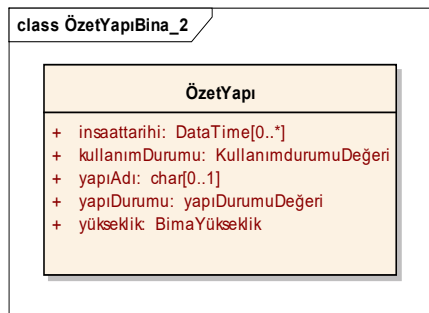 class ÖzetYapıBina_2
ÖzetYapı
+ insaattarihi: DataTime[0..*]
+ kullanımDurumu: KullanımdurumuDeğeri
+ yapıAdı: char[0..1]
+ yapıDurumu: yapıDurumuDeğeri
+ yükseklik: BimaYükseklik